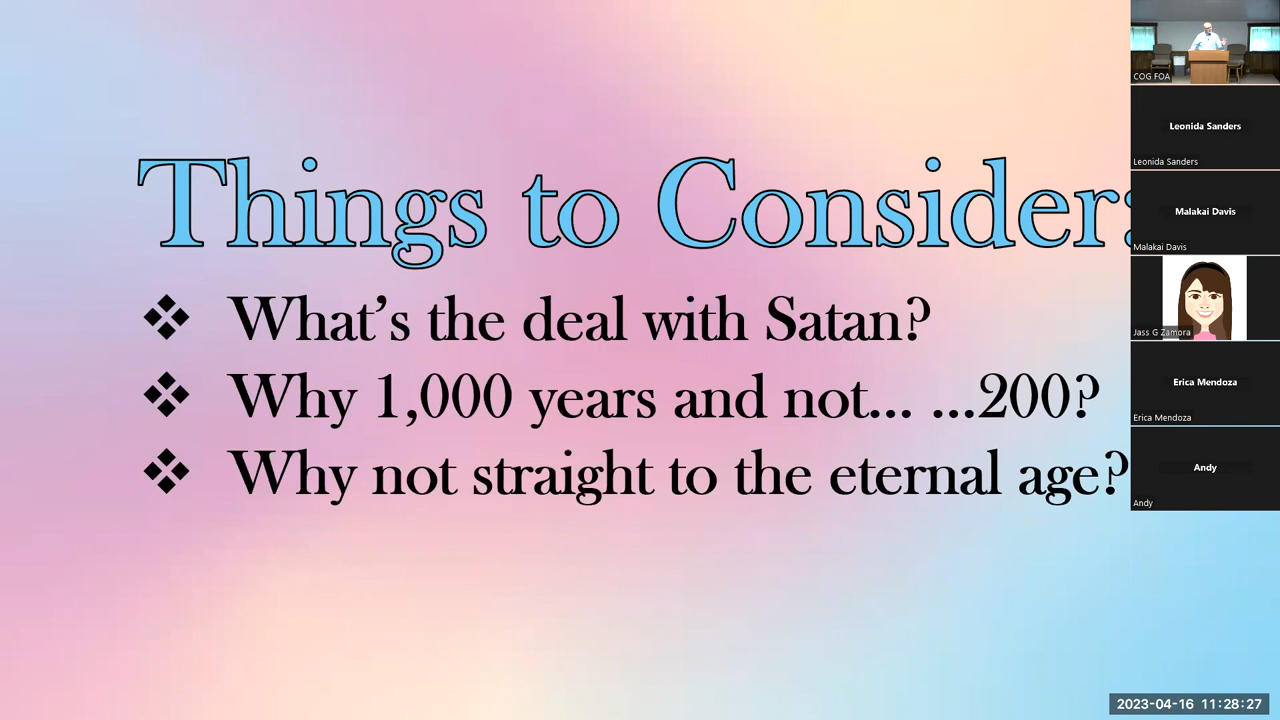 Things to Consider:
❖ What's the deal with Satan?
❖ Why 1,000 years and not... ...200?
❖ Why not straight to the eternal age?
COG FOA
Leonida Sanders
Leonida Sanders
Malakai Davis
Malakai Davis
Jass G Zamora
Erica Mendoza
Erica Mendoza
Andy
Andy
2023-04-16 11:28:27